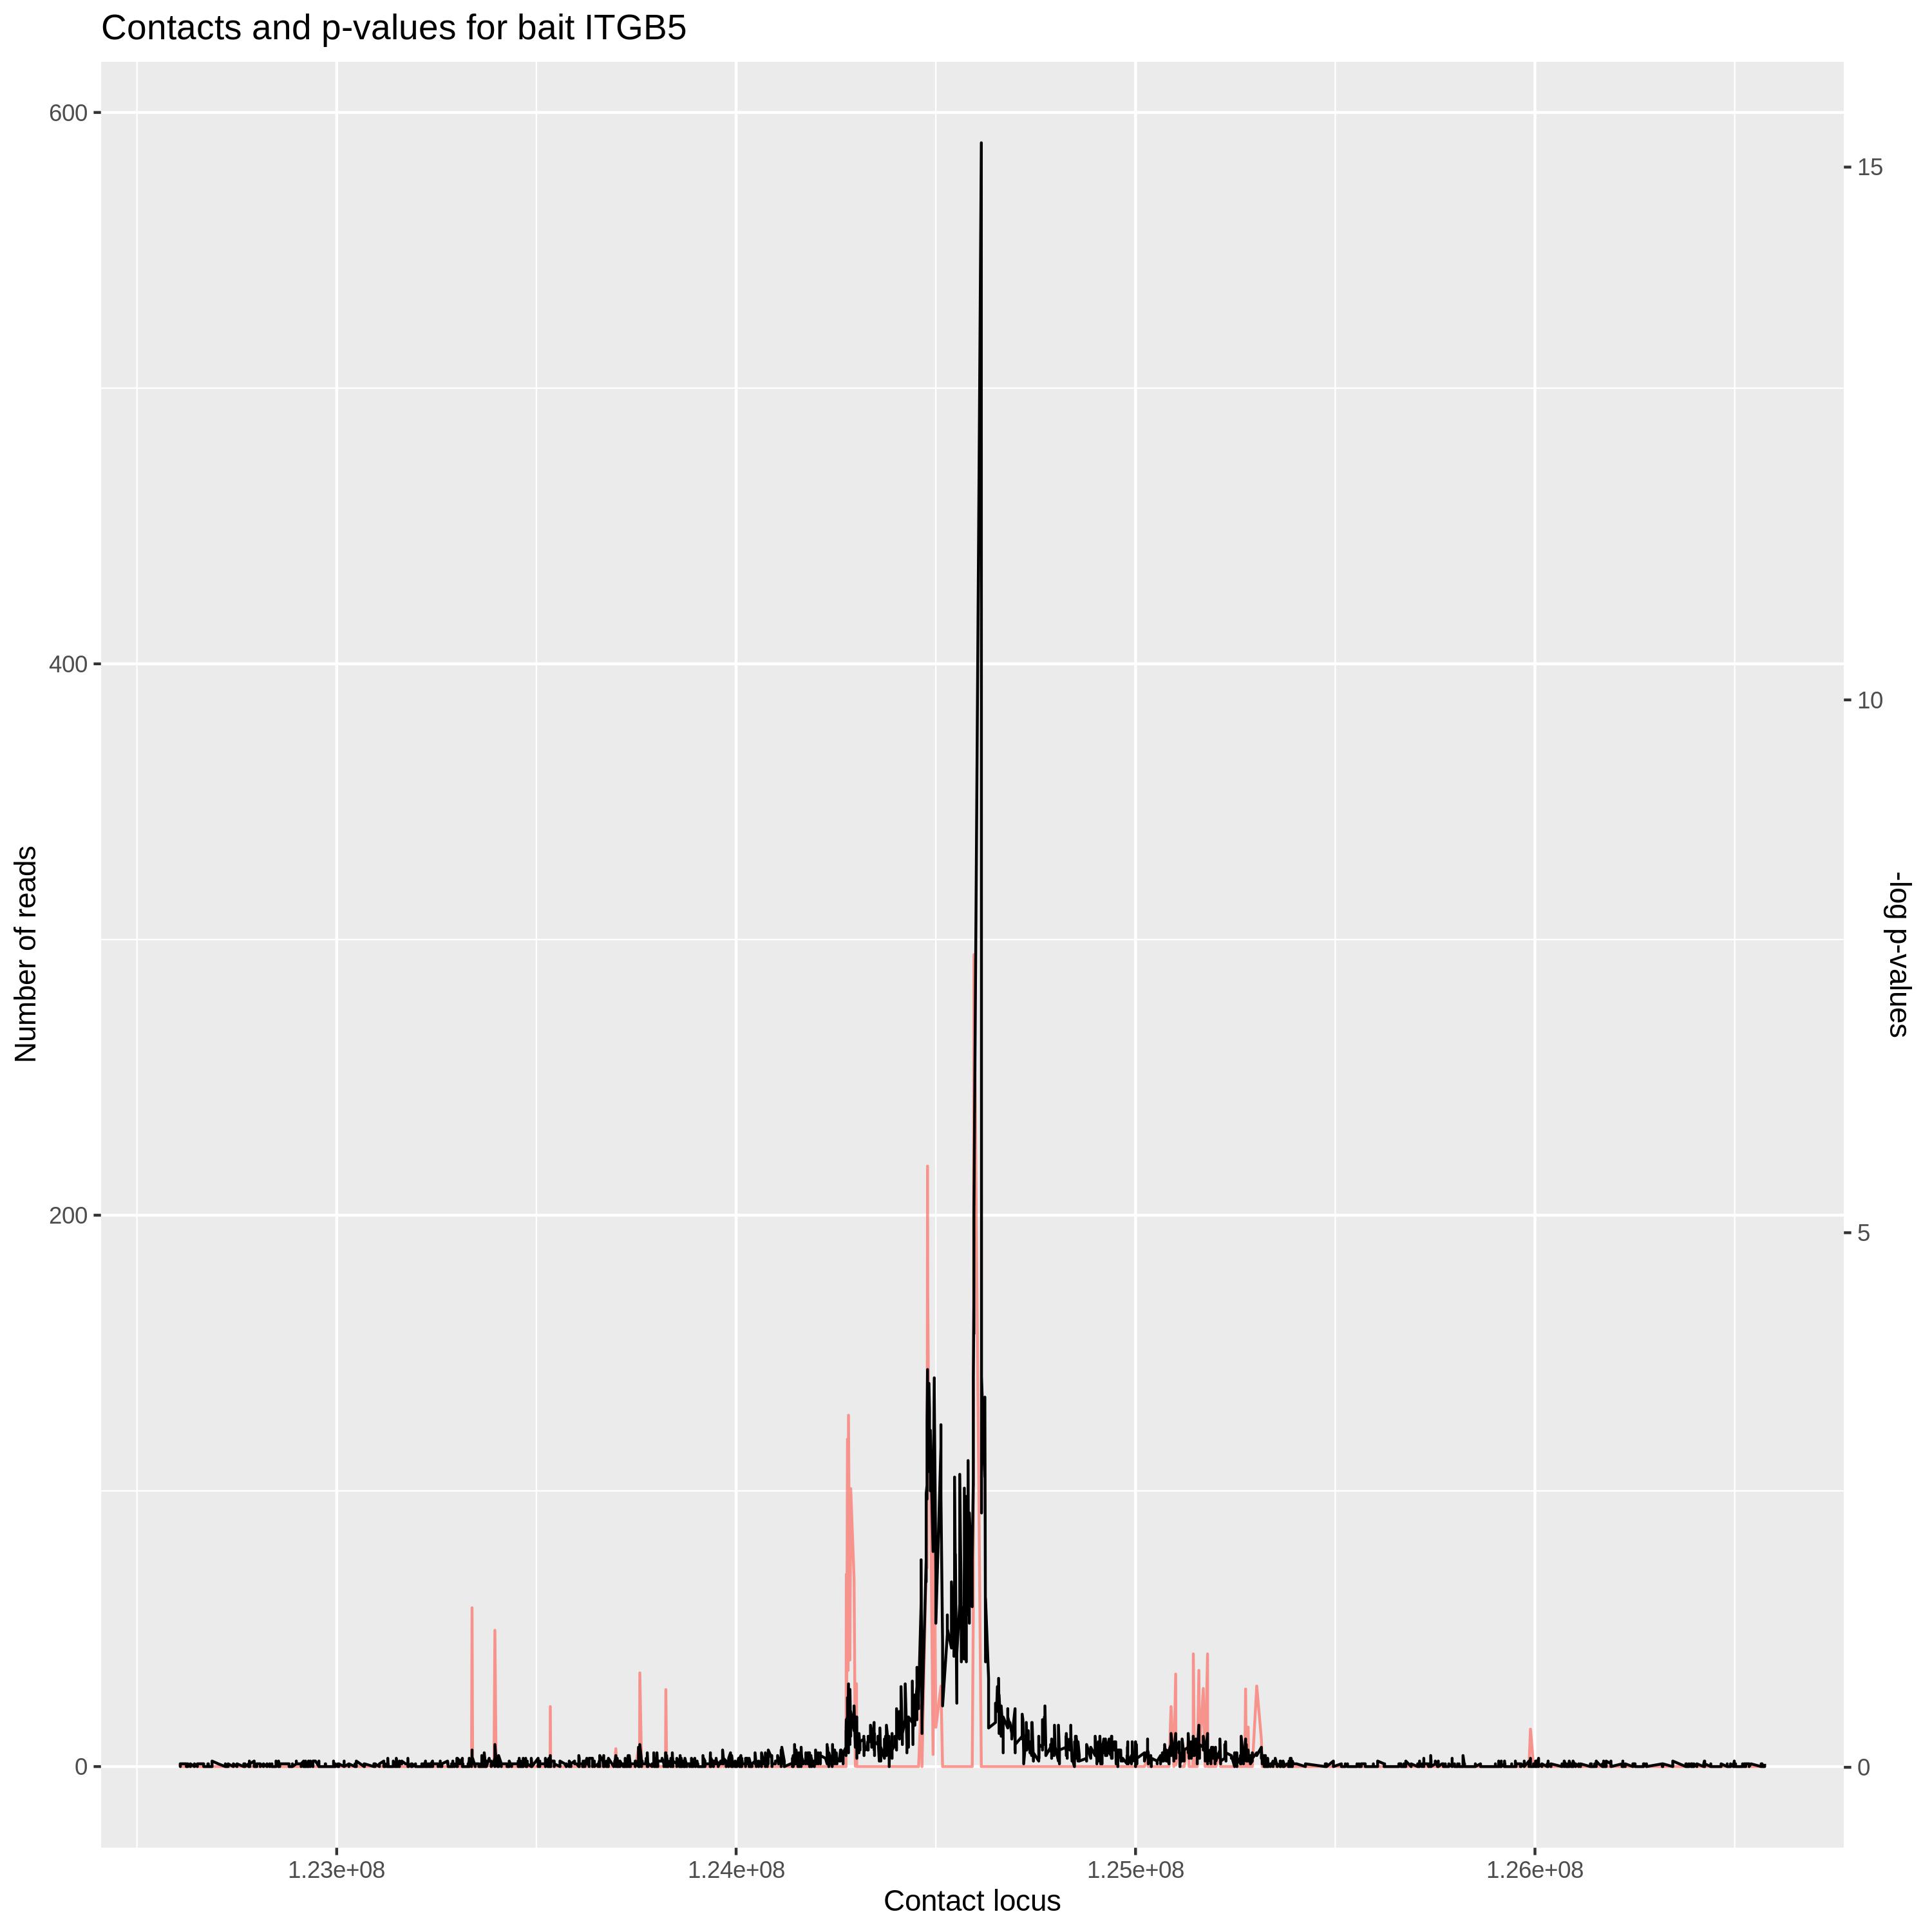 Contacts and p-values for bait ITGB5
600
400
200
0
Number of reads
15
10
5
0
-log p-values
1.23e+08
1.24e+08
1.25e+08
1.26e+08
Contact locus